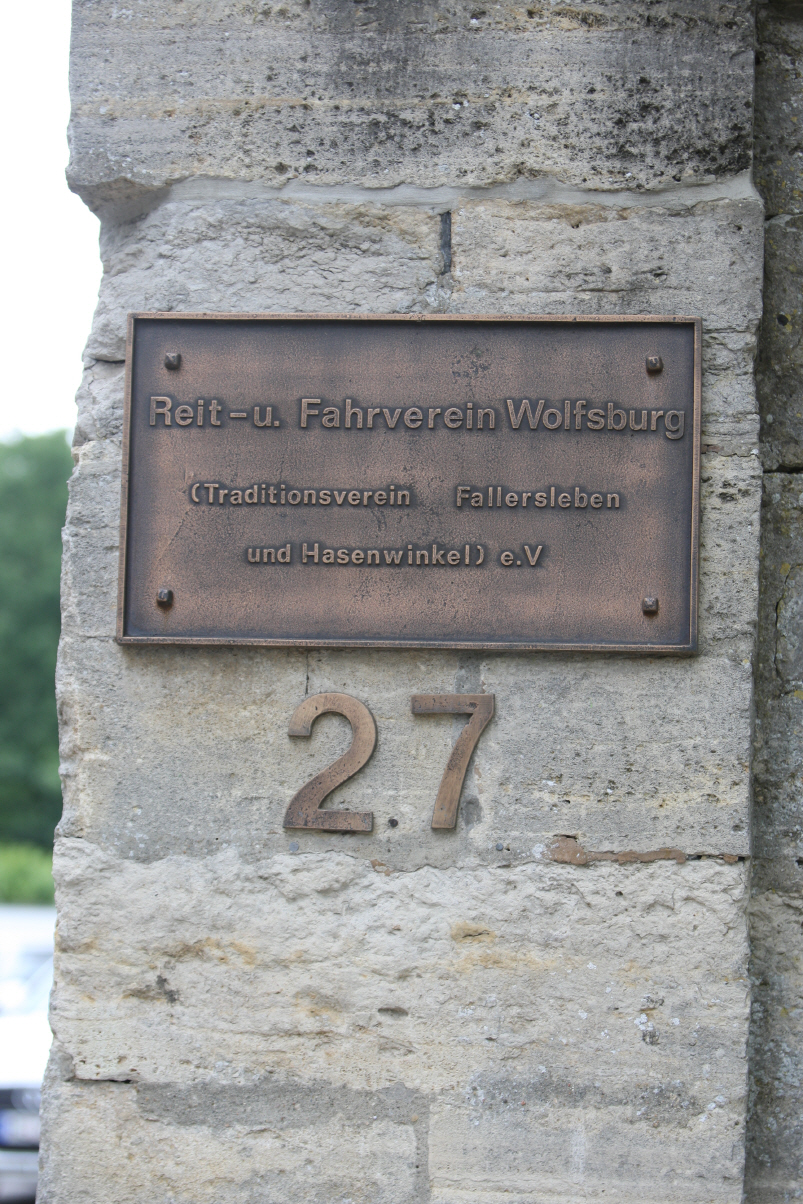 Reit-u. Fahrverein Wolfsburg
(Traditionsverein Fallersleben
und Hasenwinkel) e.V
27